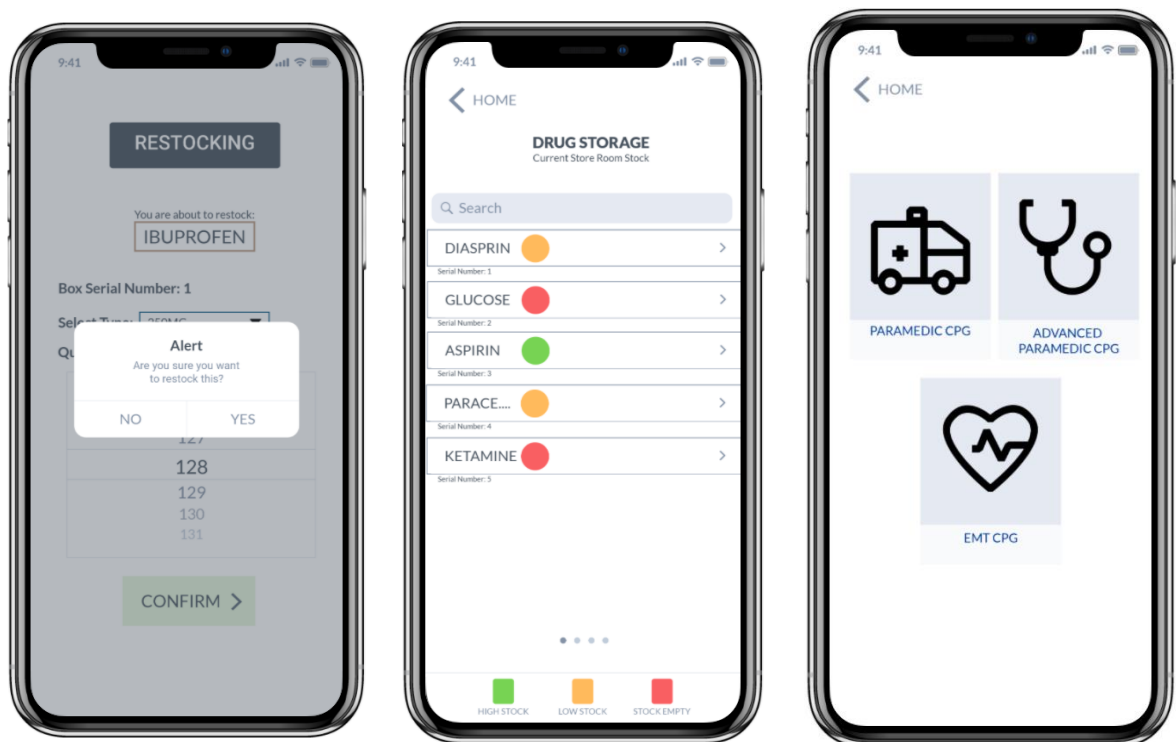 9:41
RESTOCKING
You are about to restock:
IBUPROFEN
Box Serial Number: 1
Select Type: 250MG
Alert
Are you sure you want
to restock this?
NO YES
127
128
129
130
131
CONFIRM
9:41
HOME
DRUG STORAGE
Current Store Room Stock
Search
DIASPRIN
Serial Number: 1
GLUCOSE
Serial Number: 2
ASPIRIN
Serial Number: 3
PARACE....
Serial Number: 4
KETAMINE
Serial Number: 5
HIGH STOCK LOW STOCK STOCK EMPTY
9:41
HOME
PARAMEDIC CPG
ADVANCED
PARAMEDIC CPG
EMT CPG